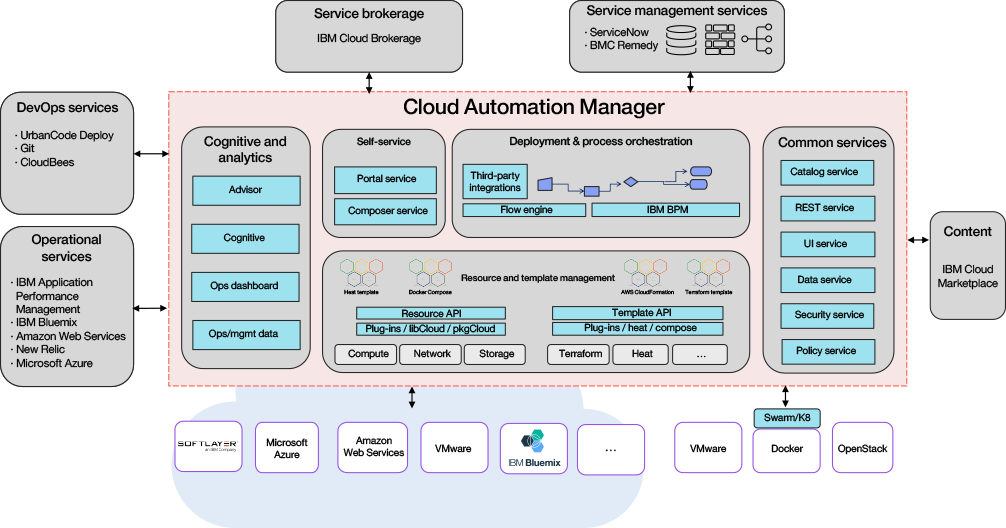 Service brokerage
IBM Cloud Brokerage
Service management services
· ServiceNow
· BMC Remedy
DevOps services
· UrbanCode Deploy
· Git
· CloudBees
Operational
services
· IBM Application
Performance
Management
· IBM Bluemix
· Amazon Web Services
· New Relic
· Microsoft Azure
Cloud Automation Manager
Cognitive and
analytics
Advisor
Cognitive
Ops dashboard
Ops/mgmt data
Self-service
Portal service
Composer service
Deployment & process orchestration
Third-party
integrations
Flow engine
IBM BPM
Resource and template management
Heat template
Docker Compose
AWS CloudFormation
Terraform template
Resource API
Plug-ins / libCloud / pkgCloud
Compute
Network
Storage
Template API
Plug-ins / heat / compose
Terraform
Heat
...
Common services
Catalog service
REST service
UI service
Data service
Security service
Policy service
Content
IBM Cloud
Marketplace
SOFTLAYER
an IBM Company
Microsoft
Azure
Amazon
Web Services
VMware
IBM Bluemix
...
VMware
Swarm/K8
Docker
OpenStack